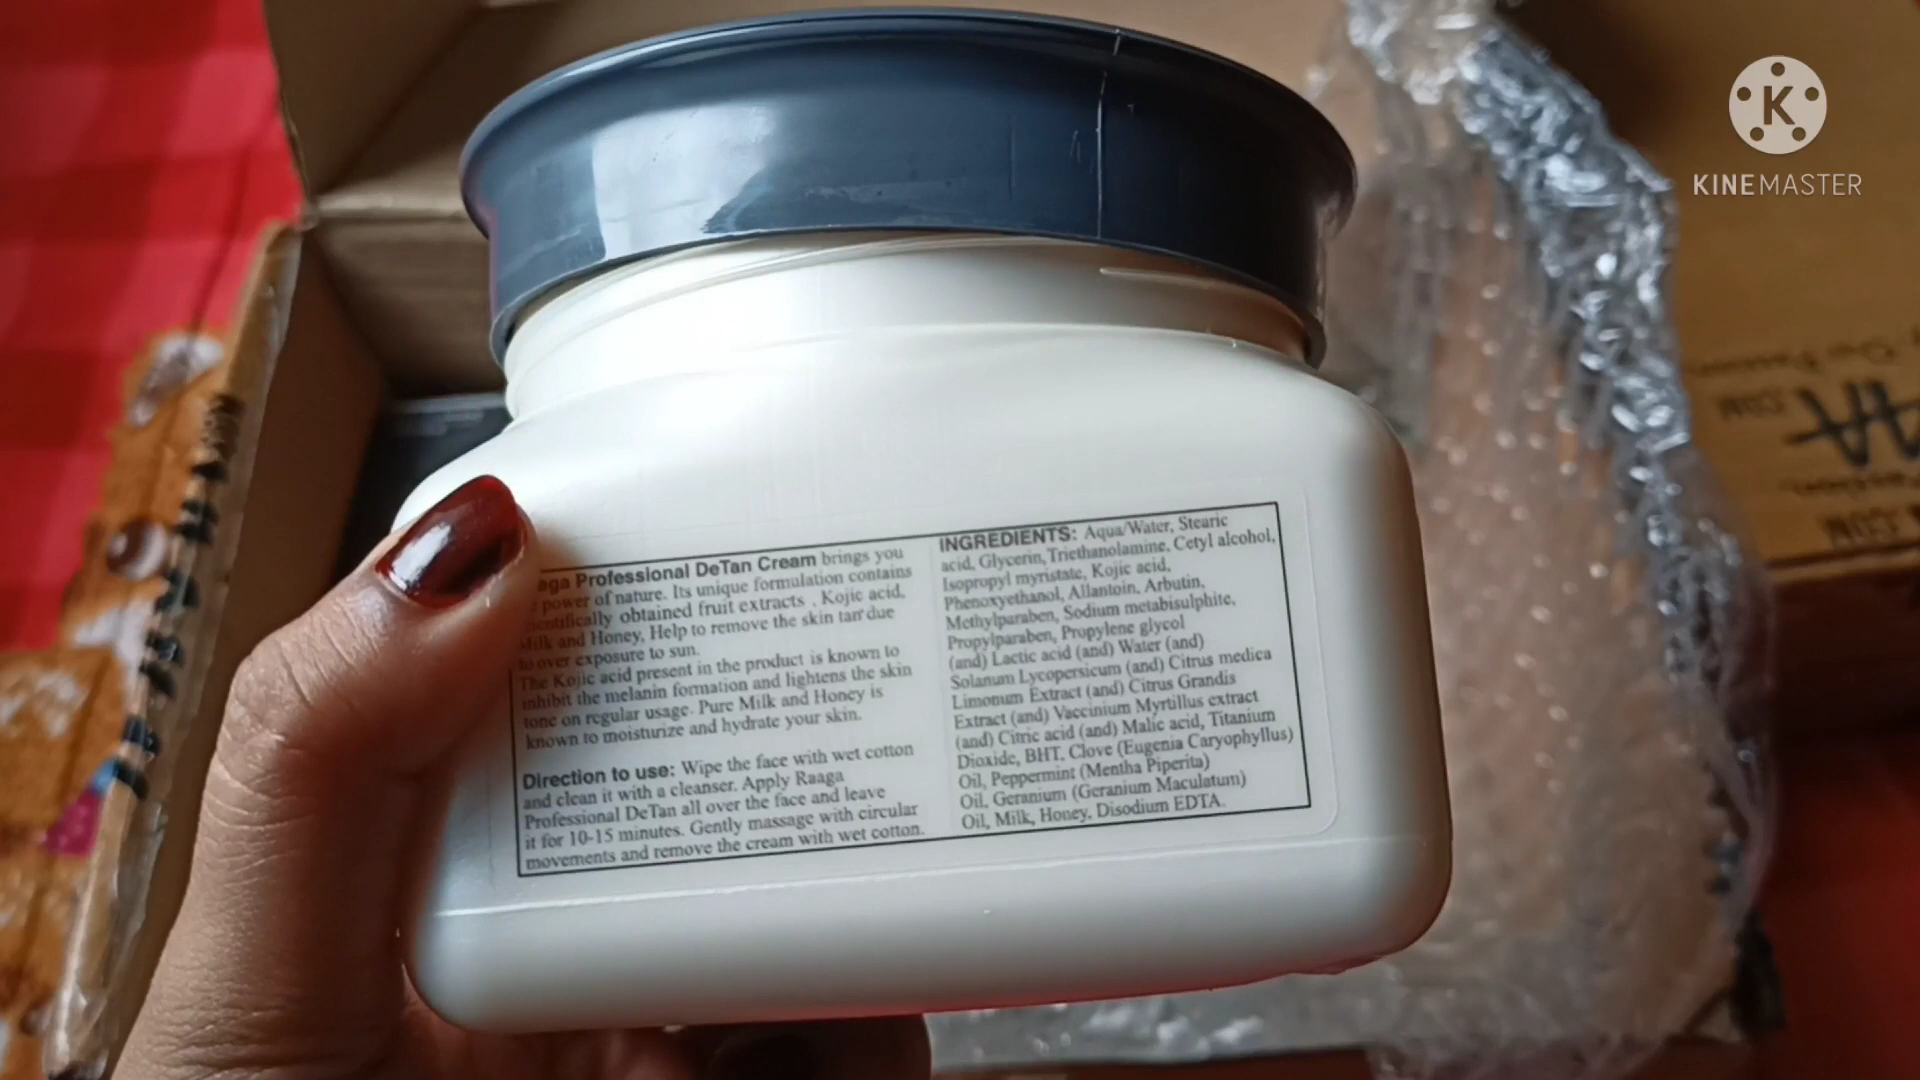 K
KINEMASTER
aga Professional DeTan Cream brings you
power of nature. Its unique formulation contains
entifically obtained fruit extracts , Kojic acid,
Milk and Honey, Help to remove the skin tan due
to over exposure to sun.
The Kojic acid present in the product is known to
inhibit the melanin formation and lightens the skin
tone on regular usage. Pure Milk and Honey is
known to moisturize and hydrate your skin.
Direction to use: Wipe the face with wet cotton
and clean it with a cleanser. Apply Raaga
Professional DeTan all over the face and leave
it for 10-15 minutes. Gently massage with circular
movements and remove the cream with wet cotton.
INGREDIENTS: Aqua/Water, Stearic
acid, Glycerin, Triethanolamine, Cetyl alcohol,
Isopropyl myristate, Kojic acid,
Phenoxyethanol, Allantoin, Arbutin,
Methylparaben, Sodium metabisulphite,
Propylparaben, Propylene glycol
(and) Lactic acid (and) Water (and)
Solanum Lycopersicum (and) Citrus medica
Limonum Extract (and) Citrus Grandis
Extract (and) Vaccinium Myrtillus extract
(and) Citric acid (and) Malic acid, Titanium
Dioxide, BHT, Clove (Eugenia Caryophyllus)
Oil, Peppermint (Mentha Piperita)
Oil, Geranium (Geranium Maculatum)
Oil, Milk, Honey, Disodium EDTA.
.COM